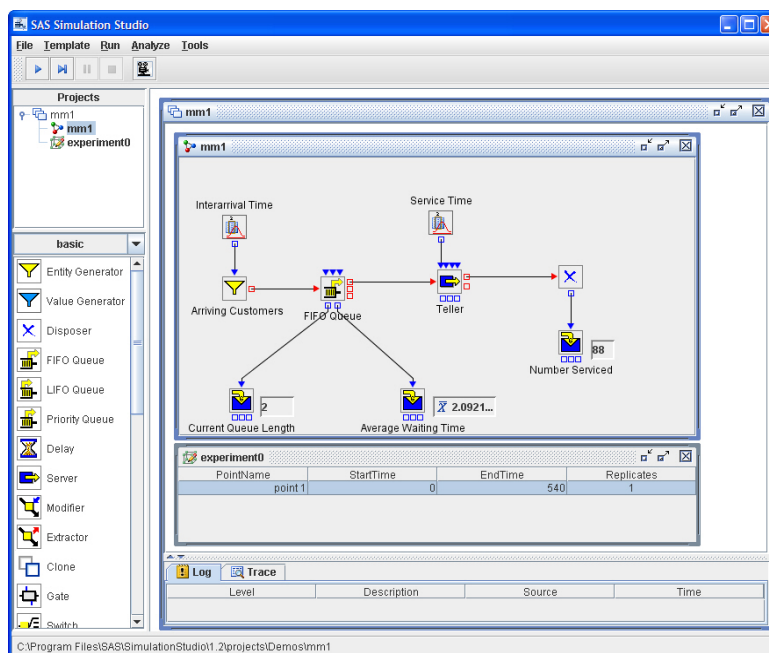 SAS Simulation Studio
File Template Run Analyze Tools
Projects
mm1
mm1
experiment0
basic
Entity Generator
Value Generator
Disposer
FIFO Queue
LIFO Queue
Priority Queue
Delay
Server
Modifier
Extractor
Clone
Gate
Switch
mm1
mm1
Interarrival Time
Service Time
Arriving Customers
FIFO Queue
Teller
88
Number Serviced
2
X 2.0921...
Current Queue Length
Average Waiting Time
experiment0
PointName StartTime EndTime Replicates
point 1 0 540 1
Log Trace
Level Description Source Time
C:\Program Files\SAS\SimulationStudio\1.2\projects\Demos\mm1